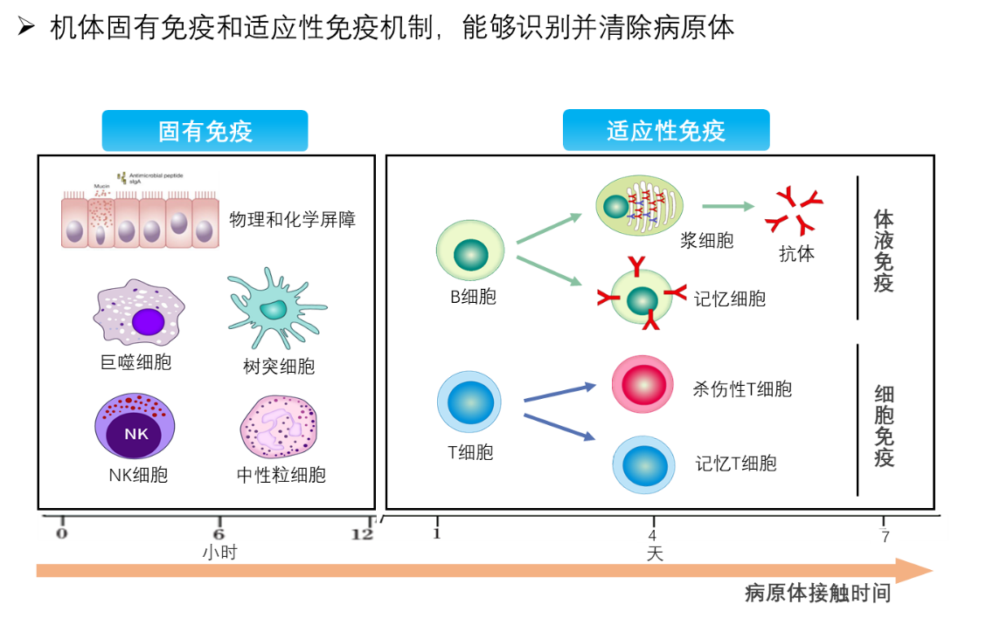 ➢ 机体固有免疫和适应性免疫机制，能够识别并清除病原体
固有免疫
适应性免疫
Antimicrobial peptide
sIgA
Mucin
物理和化学屏障
巨噬细胞
树突细胞
NK
NK细胞
中性粒细胞
B细胞
浆细胞
抗体
记忆细胞
体液免疫
T细胞
杀伤性T细胞
记忆T细胞
细胞免疫
0
6
12
小时
1
4
7
天
病原体接触时间